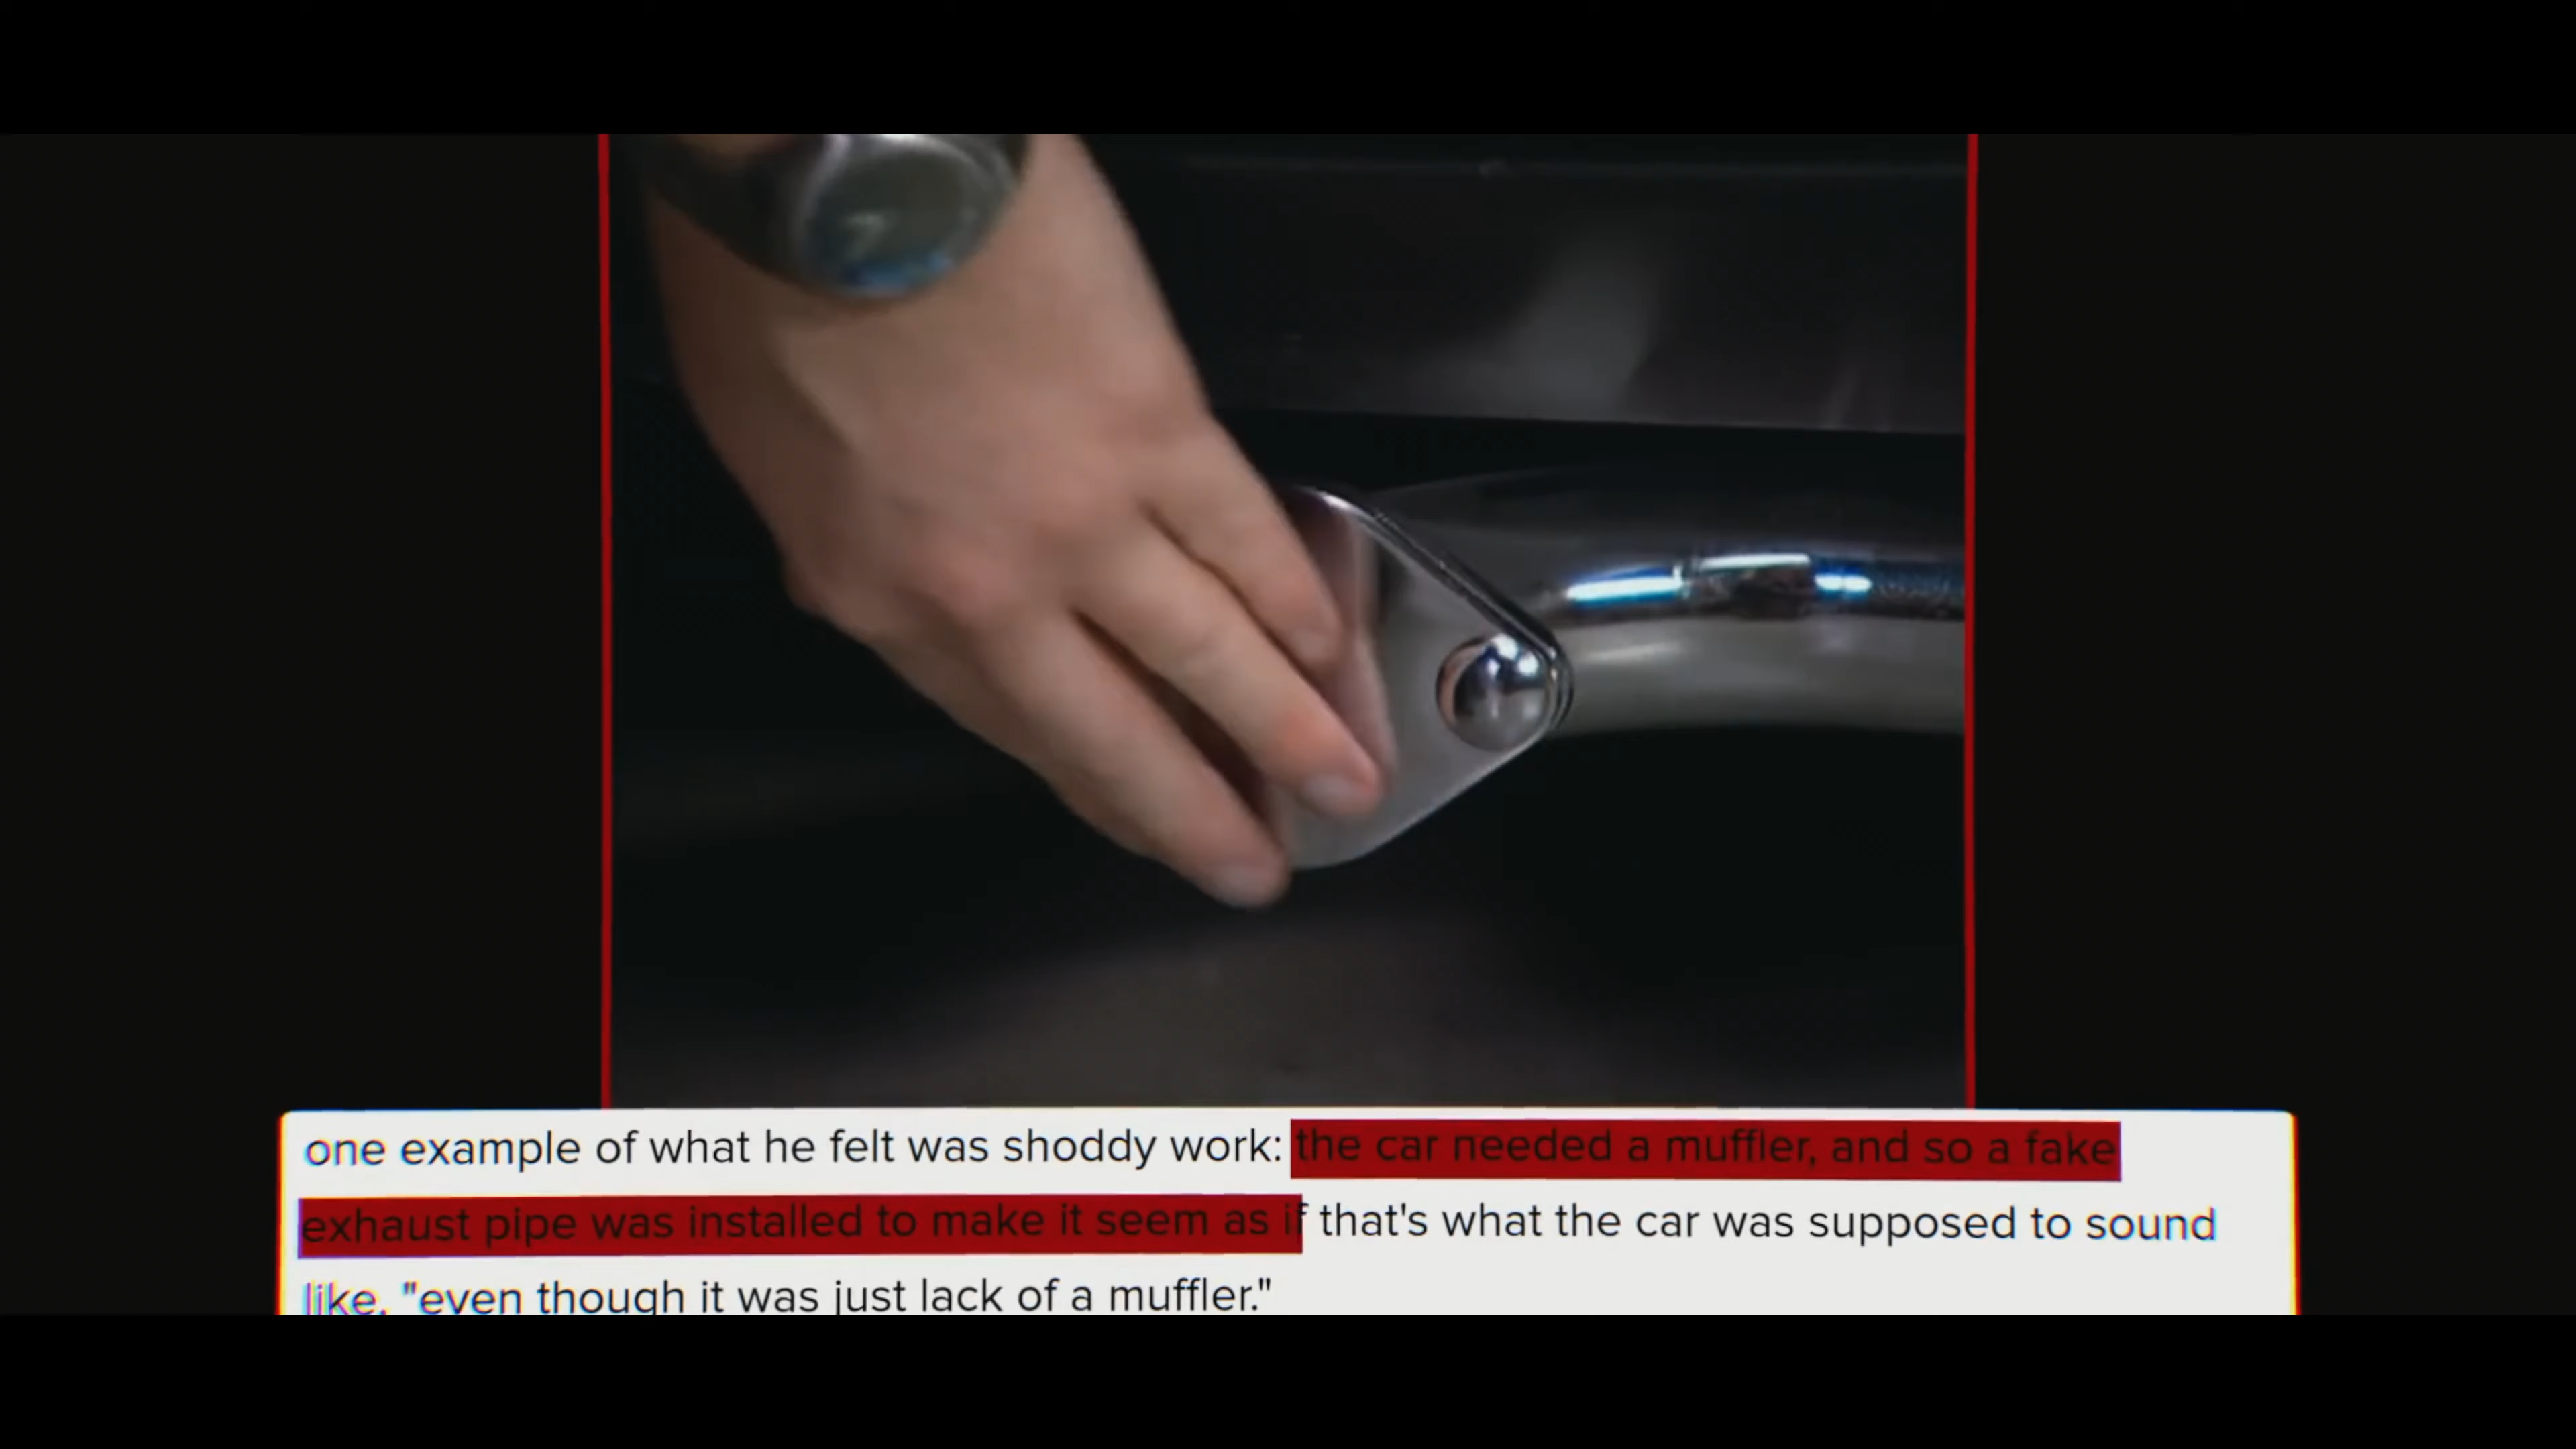 one example of what he felt was shoddy work: the car needed a muffler, and so a fake
exhaust pipe was installed to make it seem as if that's what the car was supposed to sound
like, "even though it was just lack of a muffler."